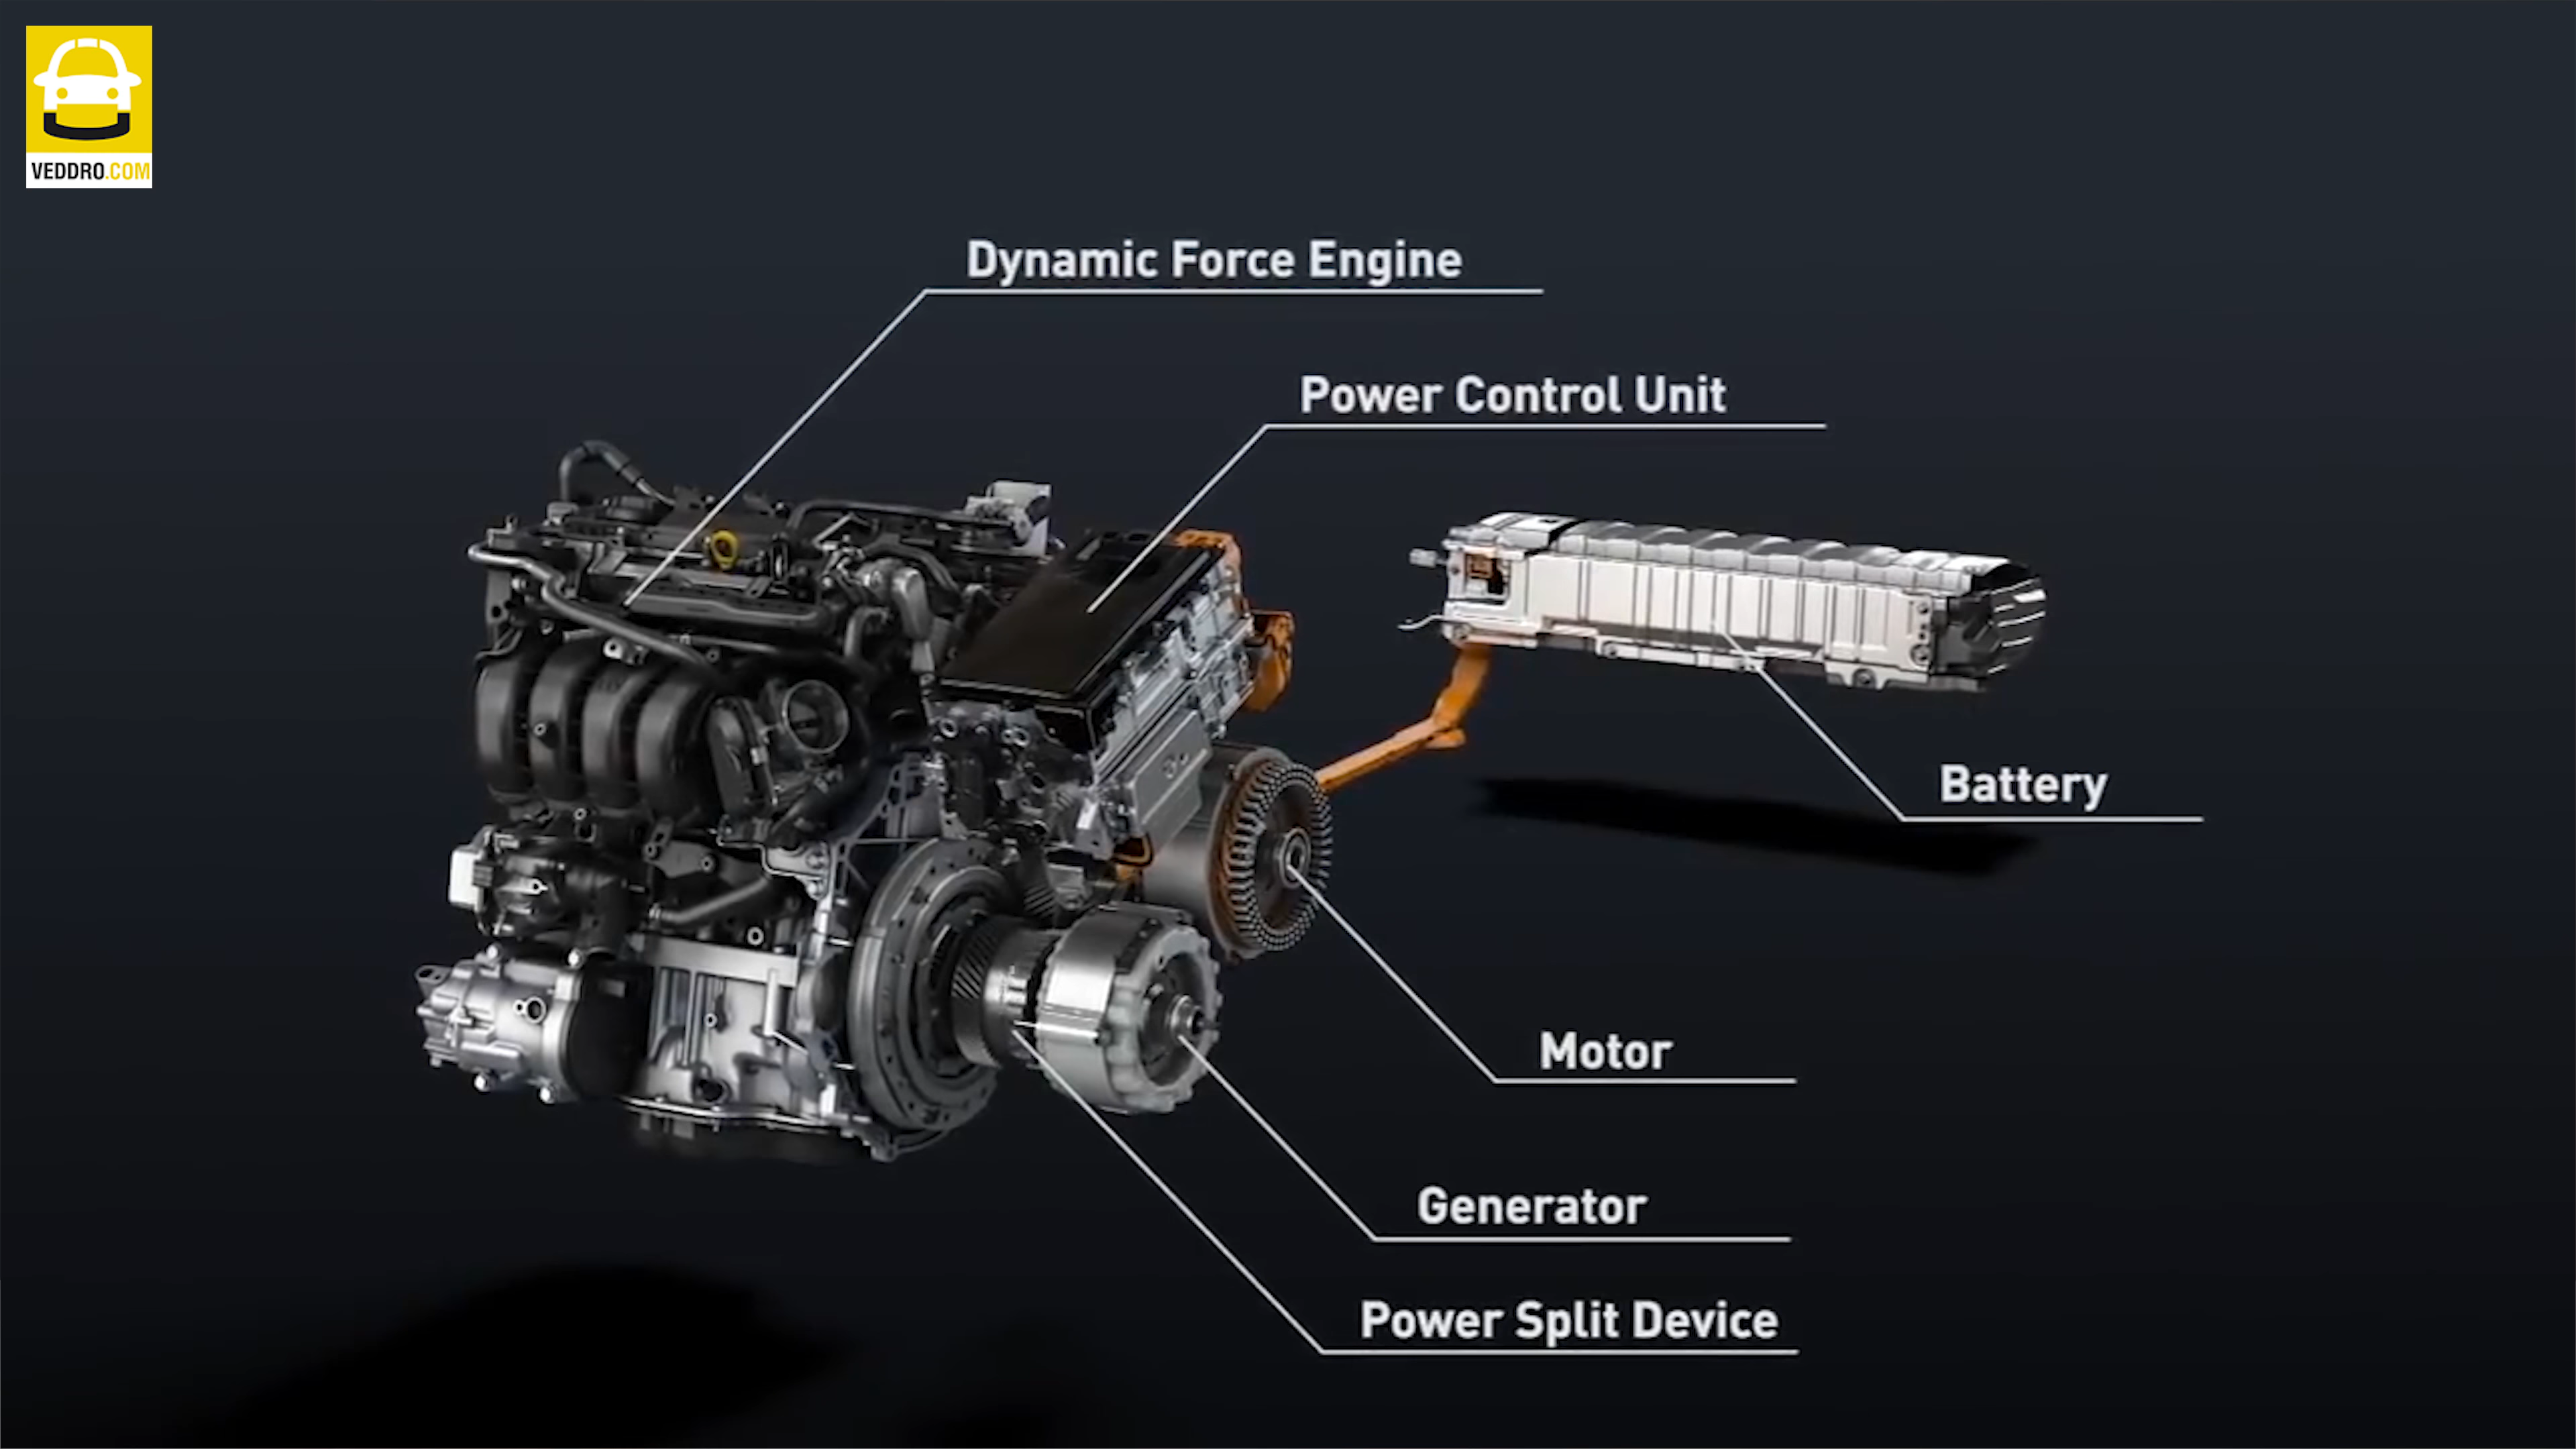 VEDDRO.COM
Dynamic Force Engine
Power Control Unit
Battery
Motor
Generator
Power Split Device